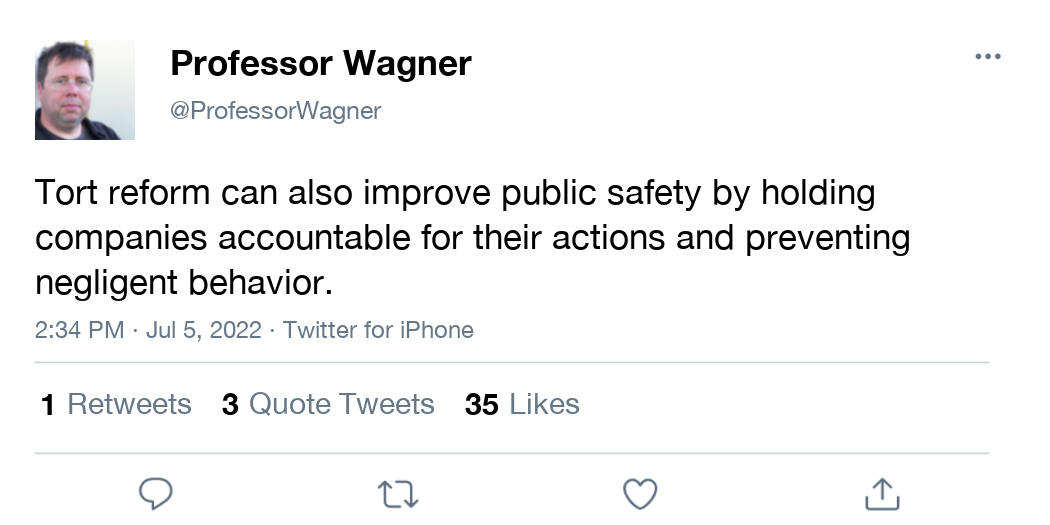 Professor Wagner
@ProfessorWagner
Tort reform can also improve public safety by holding
companies accountable for their actions and preventing
negligent behavior.
2:34 PM · Jul 5, 2022 · Twitter for iPhone
1 Retweets 3 Quote Tweets 35 Likes